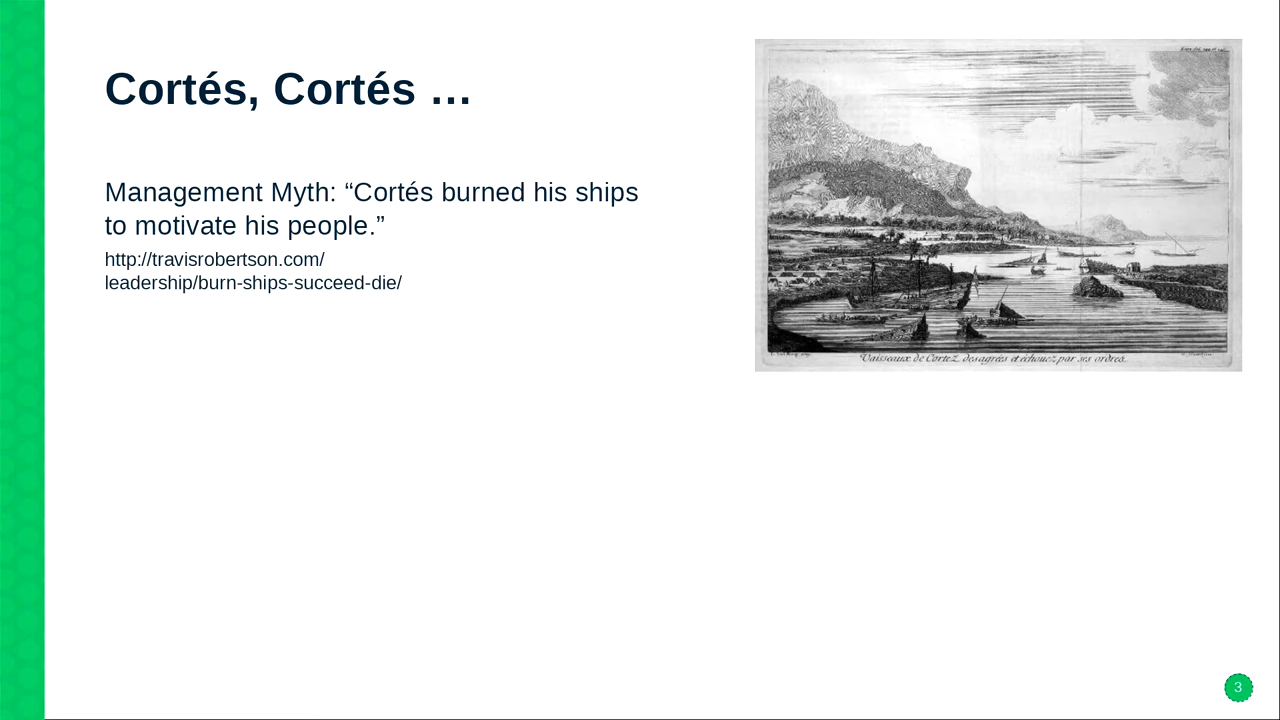 Cortés, Cortés …
Management Myth: “Cortés burned his ships
to motivate his people.”
http://travisrobertson.com/
leadership/burn-ships-succeed-die/
Vaisseaux de Cortez desagréés et échouez par ses ordres.
3